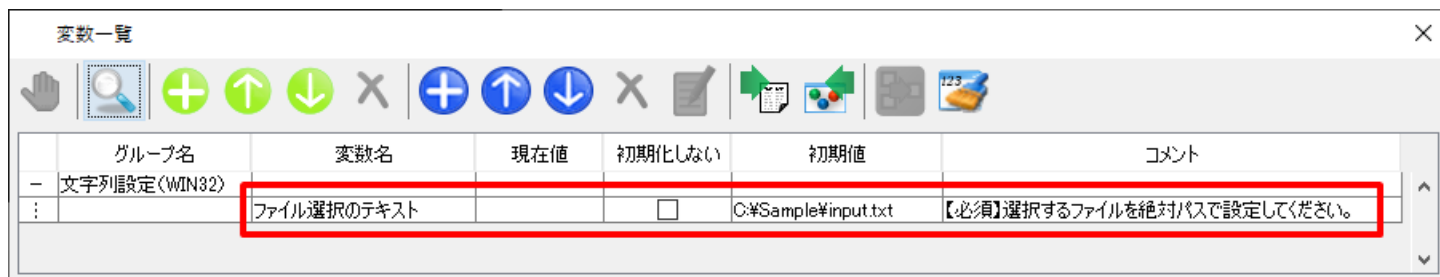 変数一覧
123
グループ名 変数名 現在値 初期化しない 初期値 コメント
文字列設定(WIN32)
ファイル選択のテキスト C:¥Sample¥input.txt 【必須】選択するファイルを絶対パスで設定してください。